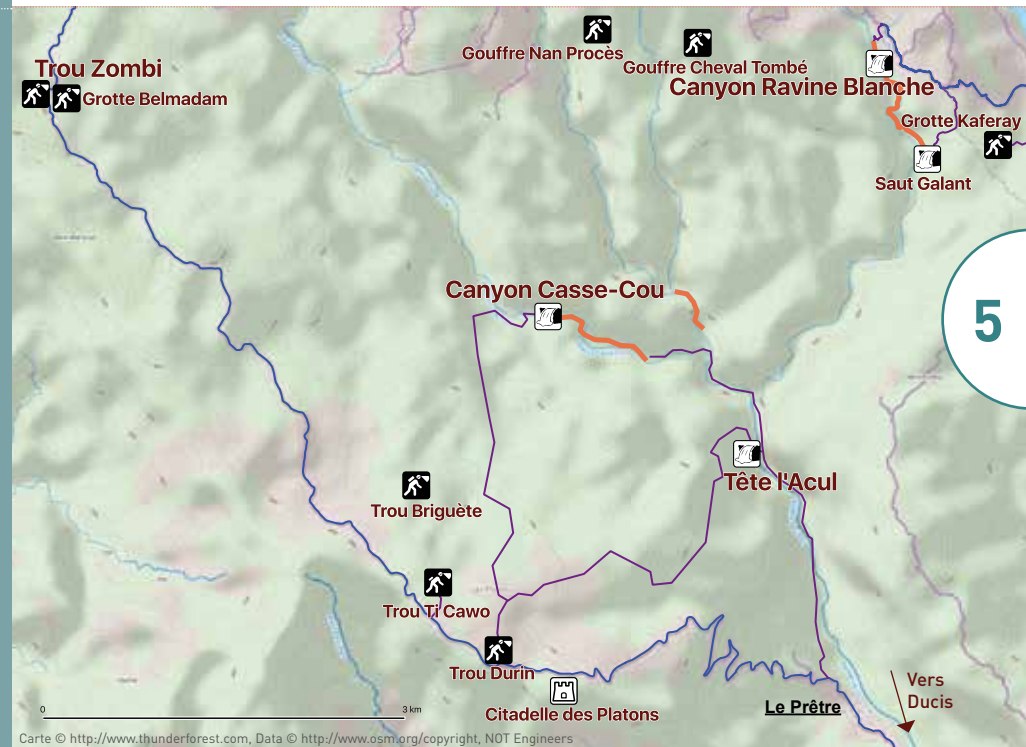 Gouffre Nan Procès
Gouffre Cheval Tombé
Trou Zombi
Canyon Ravine Blanche
Grotte Belmadam
Grotte Kaferay
Saut Galant
Canyon Casse-Cou
5
Tête l'Acul
Trou Briguète
Trou Ti Cawo
Trou Durin
Citadelle des Platons
Le Prêtre
Vers
Ducis
0
3 km
Carte © http://www.thunderforest.com, Data © http://www.osm.org/copyright, NOT Engineers